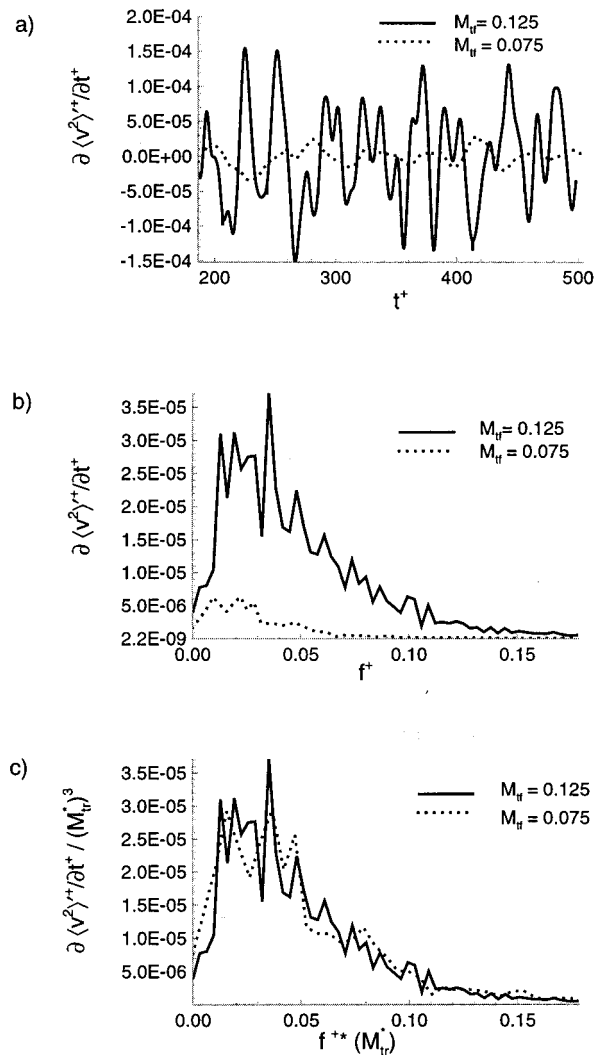 a)
∂ ⟨v²⟩'⁺/∂t⁺
1.5E-04
1.0E-04
5.0E-05
0.0E+00
-5.0E-05
-1.0E-04
-1.5E-04
200
300
400
500
t⁺
M_tf= 0.125
M_tf = 0.075
b)
∂ ⟨v²⟩'⁺/∂t⁺
3.5E-05
3.0E-05
2.5E-05
2.0E-05
1.5E-05
1.0E-05
5.0E-06
2.2E-09
0.00
0.05
0.10
0.15
f⁺
M_tf= 0.125
M_tf = 0.075
c)
∂ ⟨v²⟩'⁺/∂t⁺ / (M*_tr)³
3.5E-05
3.0E-05
2.5E-05
2.0E-05
1.5E-05
1.0E-05
5.0E-06
0.00
0.05
0.10
0.15
f⁺* (M*_tr)
M_tf = 0.125
M_tf = 0.075